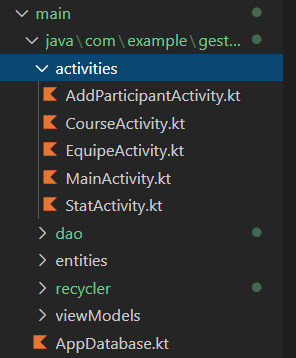 main
java\com\example\gest...
activities
AddParticipantActivity.kt
CourseActivity.kt
EquipeActivity.kt
MainActivity.kt
StatActivity.kt
dao
entities
recycler
viewModels
AppDatabase.kt